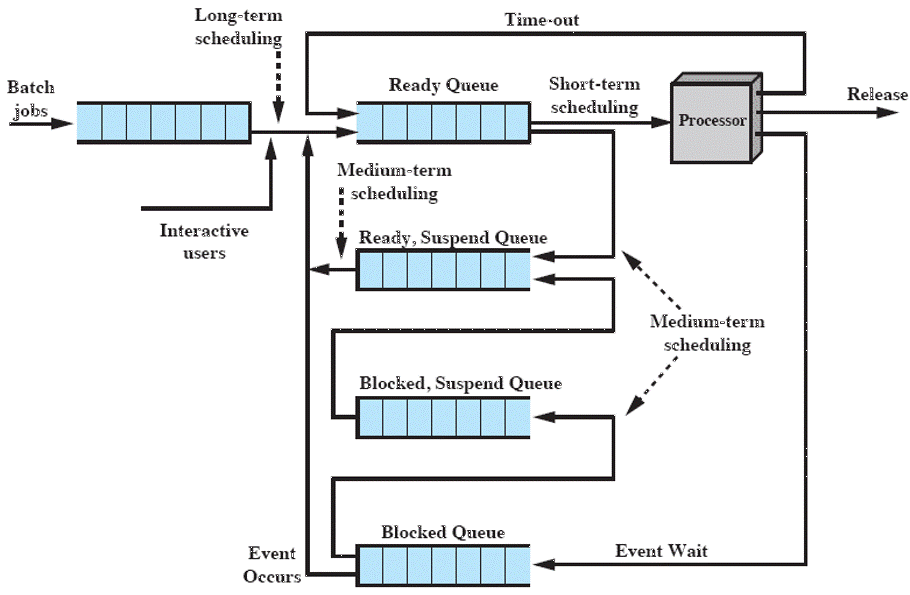 Long-term
scheduling
Time-out
Batch
jobs
Ready Queue
Short-term
scheduling
Processor
Release
Medium-term
scheduling
Interactive
users
Ready, Suspend Queue
Medium-term
scheduling
Blocked, Suspend Queue
Blocked Queue
Event
Occurs
Event Wait